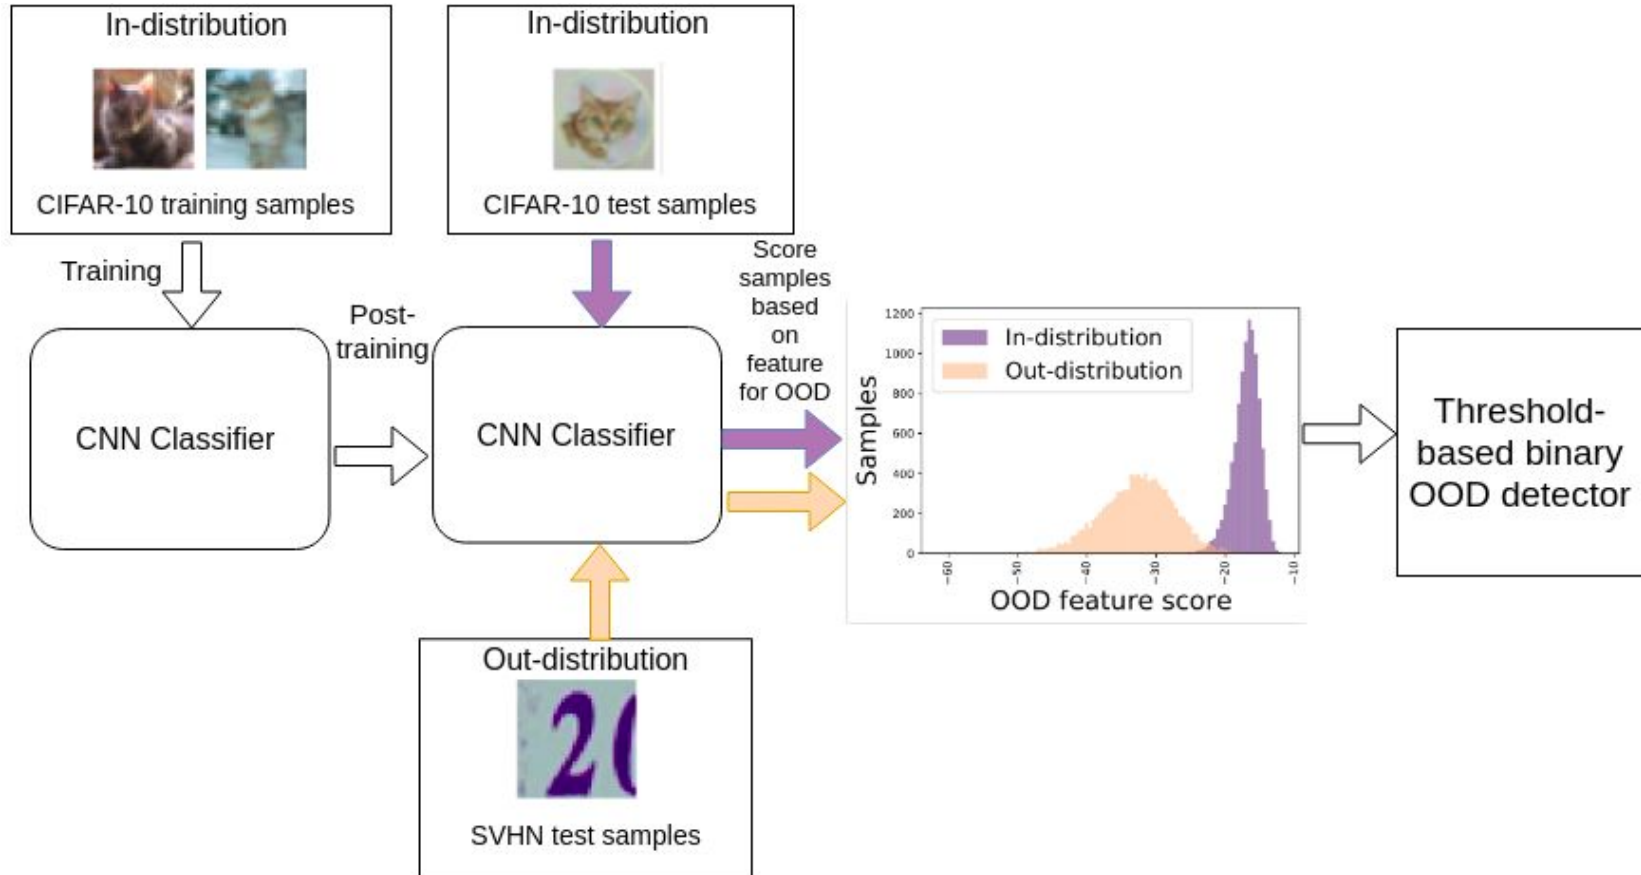 In-distribution
CIFAR-10 training samples
In-distribution
CIFAR-10 test samples
Training
Post-
training
Score
samples
based
on
feature
for OOD
CNN Classifier
CNN Classifier
1200
1000
800
600
400
200
0
Samples
In-distribution
Out-distribution
-60
-50
-40
-30
-20
-10
OOD feature score
Threshold-
based binary
OOD detector
Out-distribution
20
SVHN test samples